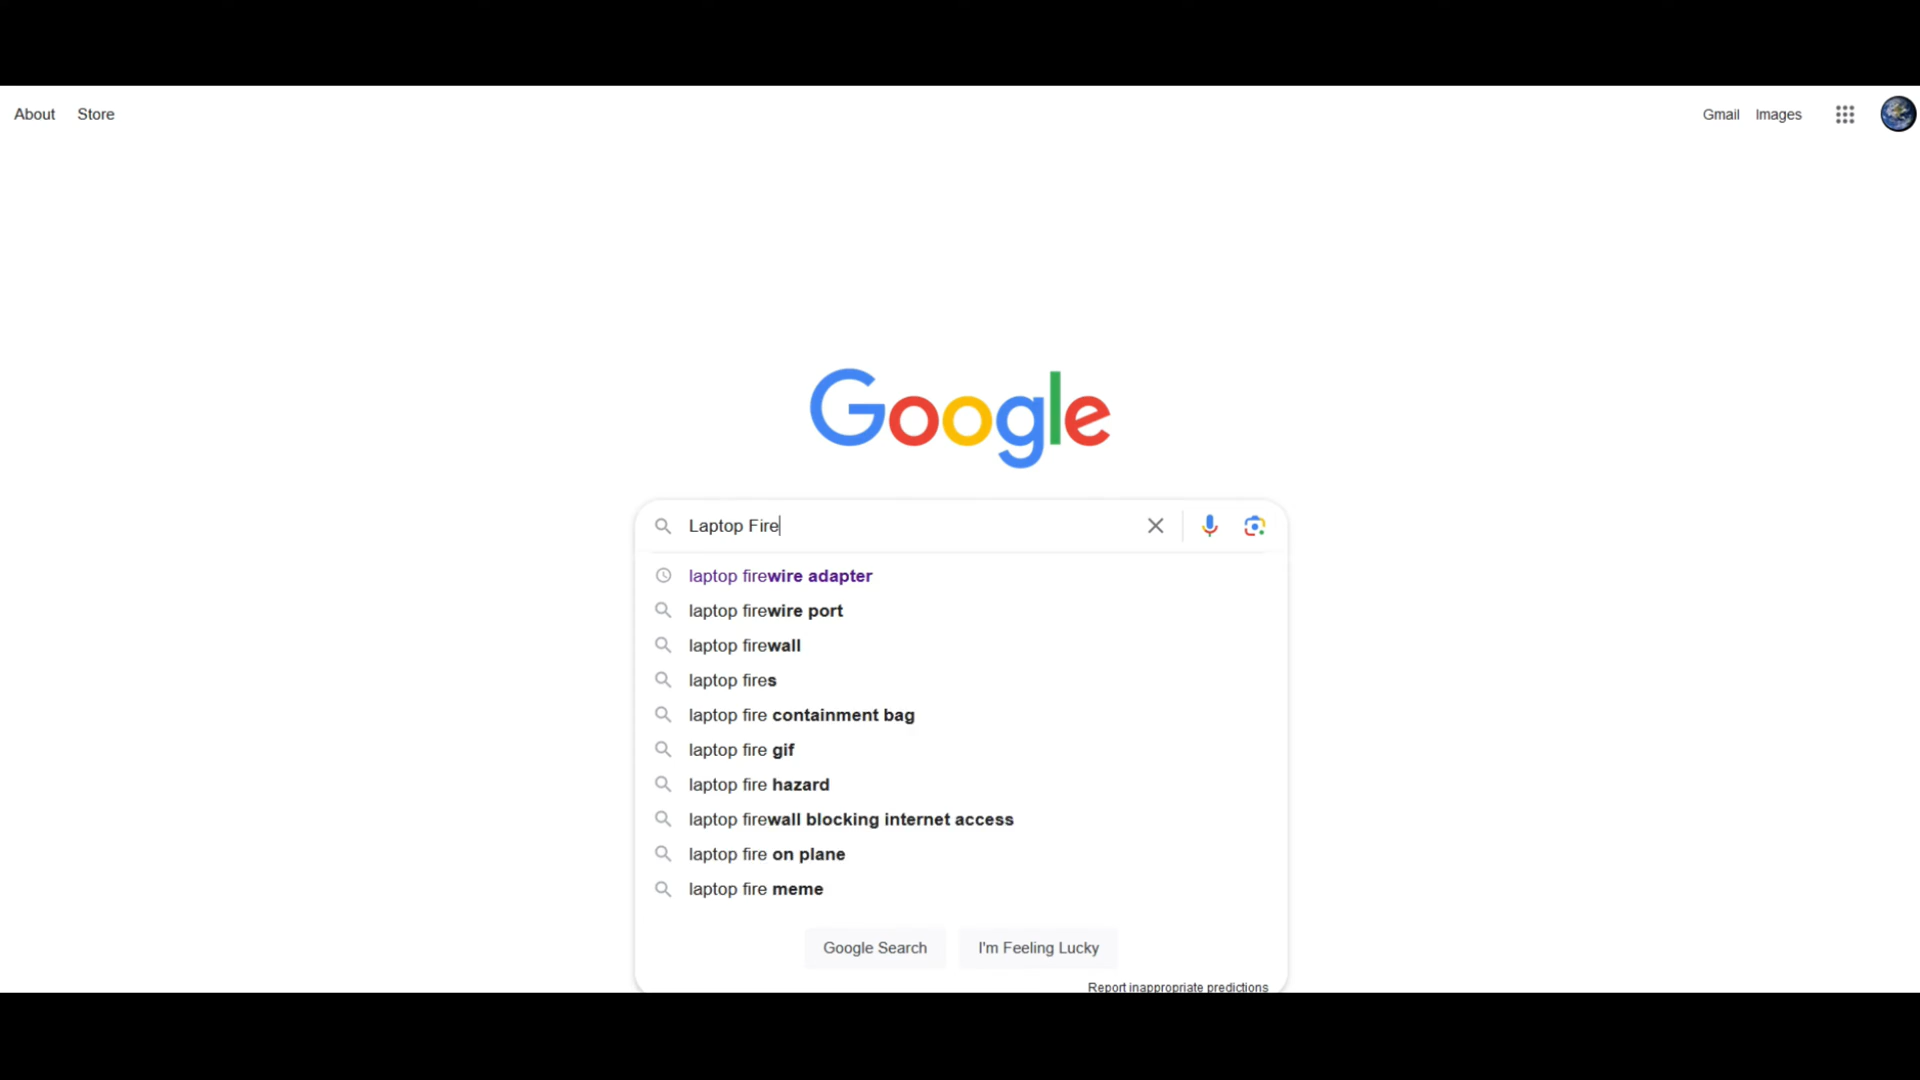 About Store
Gmail Images
Google
Laptop Fire
laptop firewire adapter
laptop firewire port
laptop firewall
laptop fires
laptop fire containment bag
laptop fire gif
laptop fire hazard
laptop firewall blocking internet access
laptop fire on plane
laptop fire meme
Google Search I'm Feeling Lucky
Report inappropriate predictions